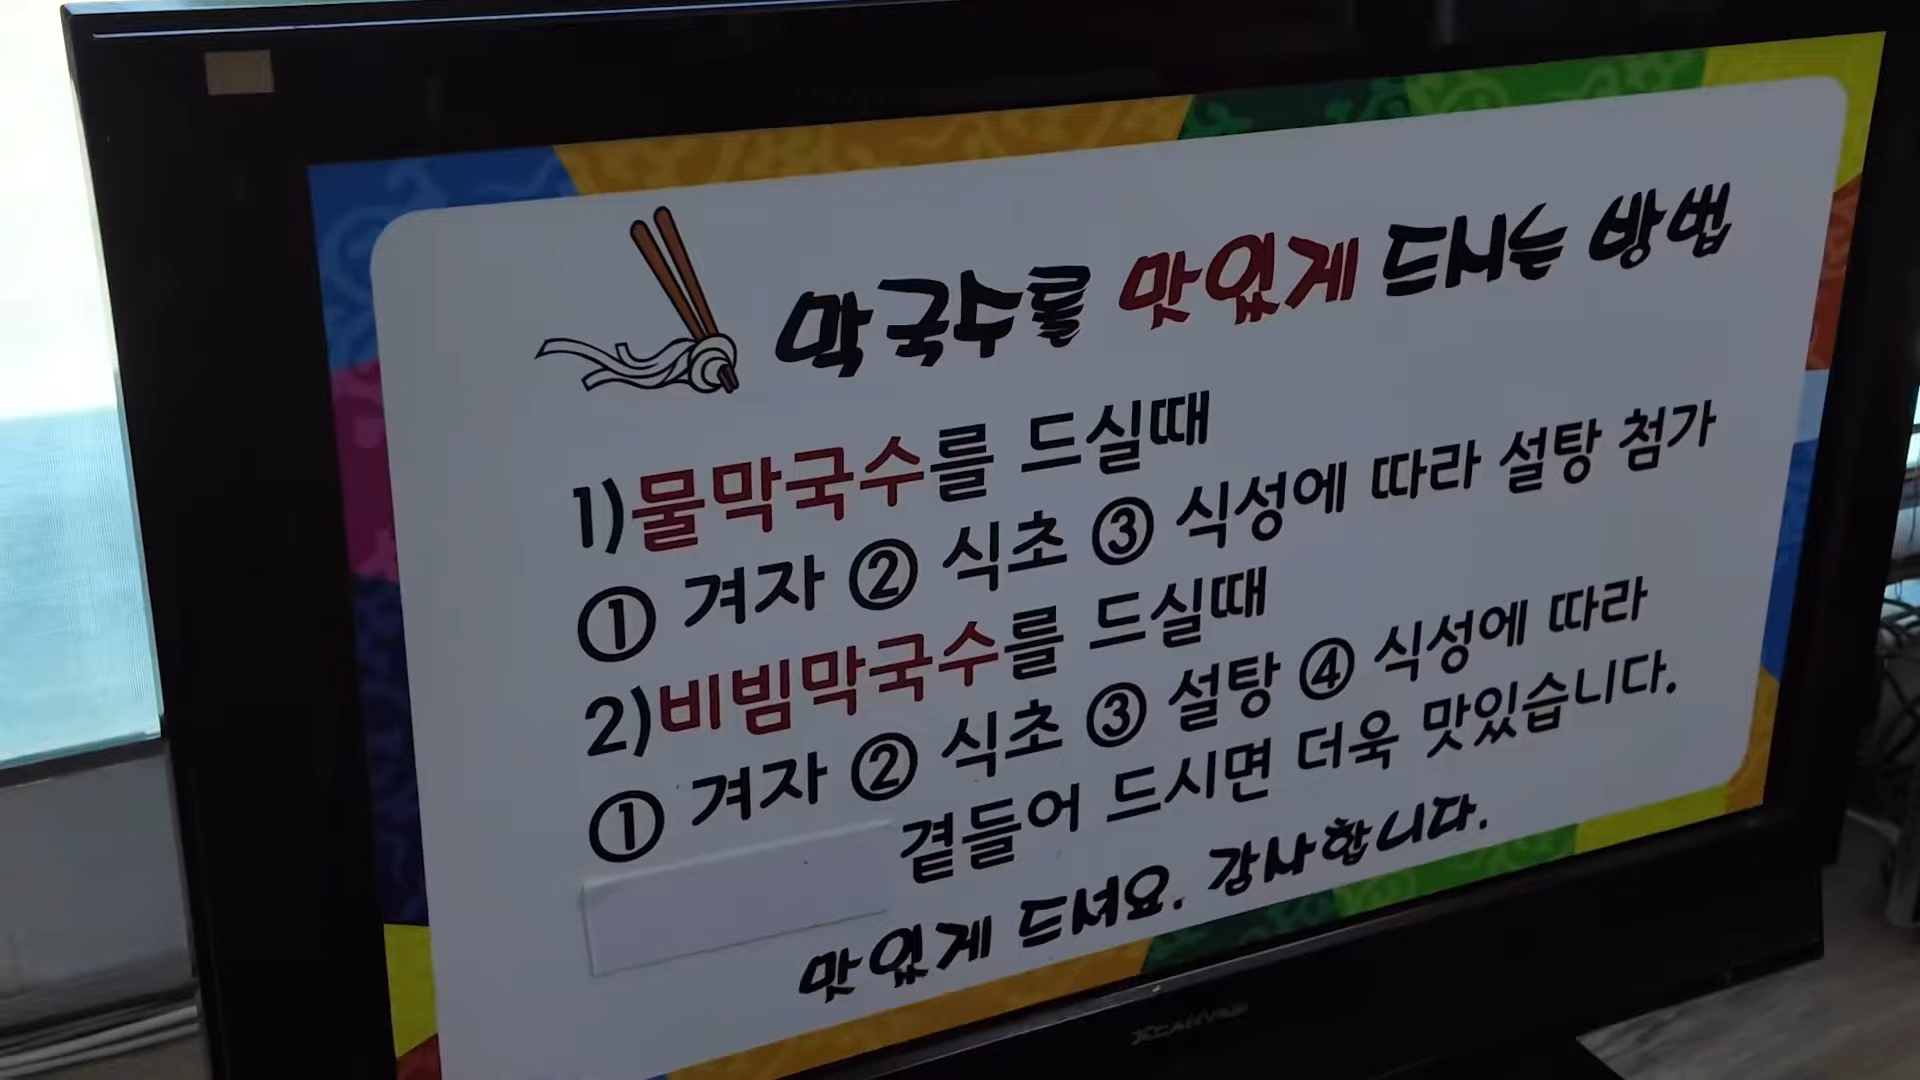 막국수를 맛있게 드시는 방법
1)물막국수를 드실때
① 겨자 ② 식초 ③ 식성에 따라 설탕 첨가
2)비빔막국수를 드실때
① 겨자 ② 식초 ③ 설탕 ④ 식성에 따라
곁들어 드시면 더욱 맛있습니다.
맛있게 드셔요. 감사합니다.
XCANVAS